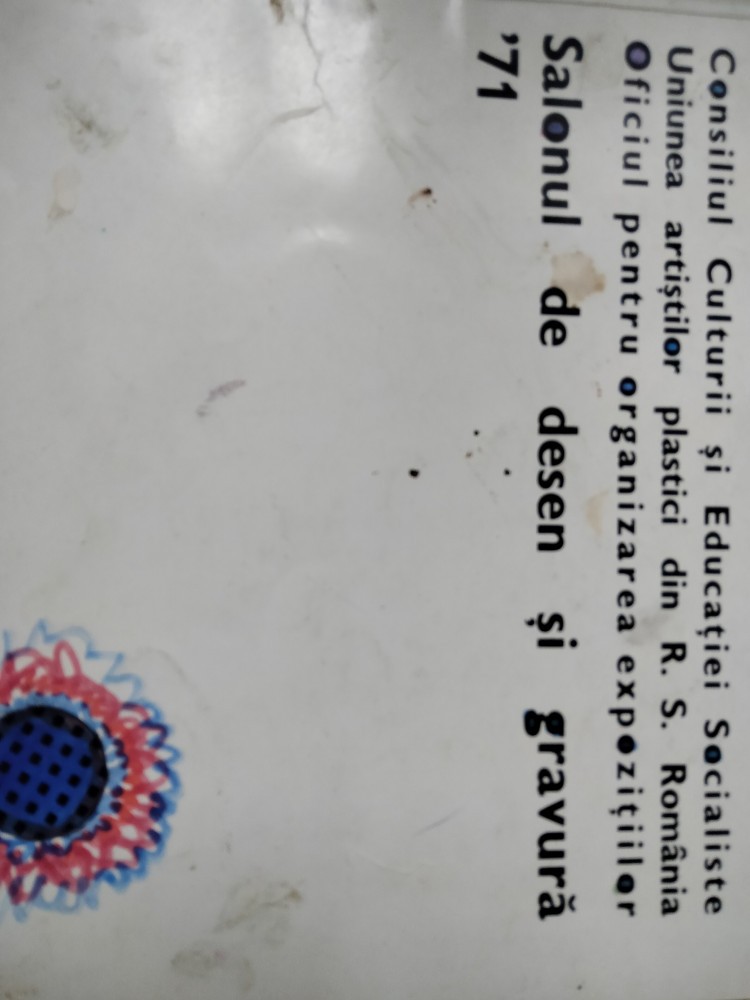 Consiliul Culturii și Educației Socialiste
Uniunea artiștilor plastici din R. S. România
Oficiul pentru organizarea expozițiilor
Salonul de desen și gravură
’71